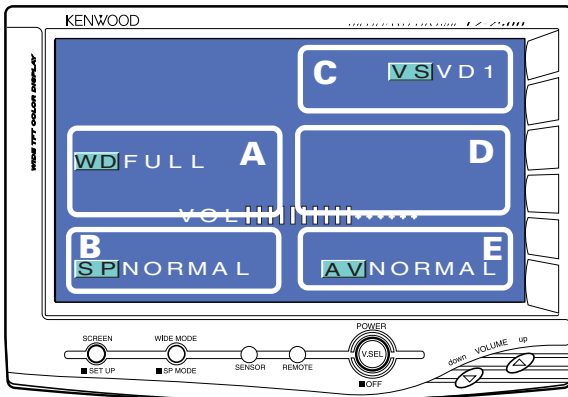 KENWOOD
WIDE TFT COLOR DISPLAY
C VS VD1
WD FULL A
D
VOL
B
SP NORMAL
E
AV NORMAL
POWER
SCREEN
WIDE MODE
V.SEL
down VOLUME up
■SET UP
■SP MODE
SENSOR
REMOTE
■OFF